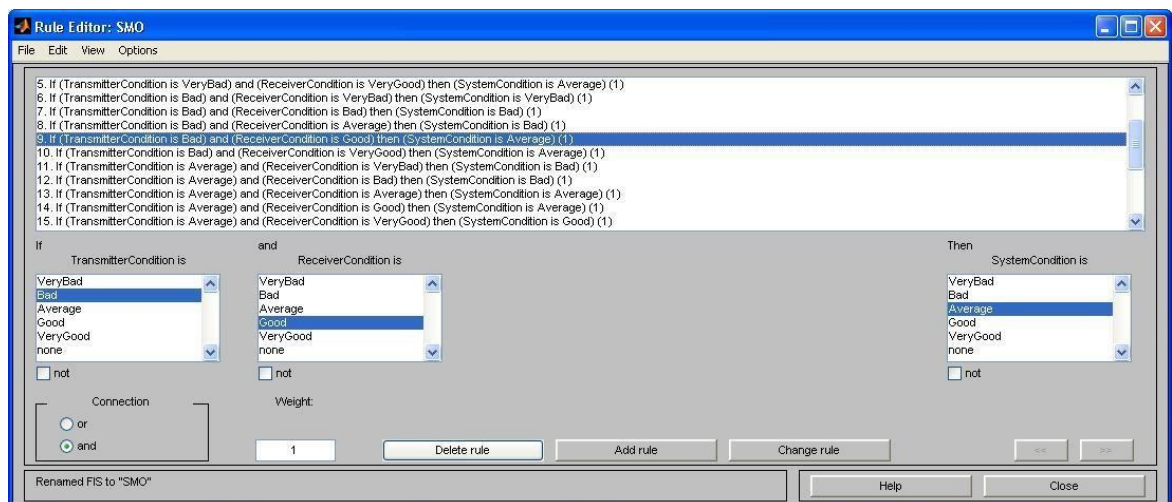 Rule Editor: SMO
File Edit View Options
5. If (TransmitterCondition is VeryBad) and (ReceiverCondition is VeryGood) then (SystemCondition is Average) (1)
6. If (TransmitterCondition is Bad) and (ReceiverCondition is VeryBad) then (SystemCondition is VeryBad) (1)
7. If (TransmitterCondition is Bad) and (ReceiverCondition is Bad) then (SystemCondition is Bad) (1)
8. If (TransmitterCondition is Bad) and (ReceiverCondition is Average) then (SystemCondition is Bad) (1)
9. If (TransmitterCondition is Bad) and (ReceiverCondition is Good) then (SystemCondition is Average) (1)
10. If (TransmitterCondition is Bad) and (ReceiverCondition is VeryGood) then (SystemCondition is Average) (1)
11. If (TransmitterCondition is Average) and (ReceiverCondition is VeryBad) then (SystemCondition is Bad) (1)
12. If (TransmitterCondition is Average) and (ReceiverCondition is Bad) then (SystemCondition is Bad) (1)
13. If (TransmitterCondition is Average) and (ReceiverCondition is Average) then (SystemCondition is Average) (1)
14. If (TransmitterCondition is Average) and (ReceiverCondition is Good) then (SystemCondition is Average) (1)
15. If (TransmitterCondition is Average) and (ReceiverCondition is VeryGood) then (SystemCondition is Good) (1)
If
TransmitterCondition is
VeryBad
Bad
Average
Good
VeryGood
none
not
and
ReceiverCondition is
VeryBad
Bad
Average
Good
VeryGood
none
not
Then
SystemCondition is
VeryBad
Bad
Average
Good
VeryGood
none
not
Connection
or
and
Weight:
1
Delete rule
Add rule
Change rule
<<
>>
Renamed FIS to "SMO"
Help
Close